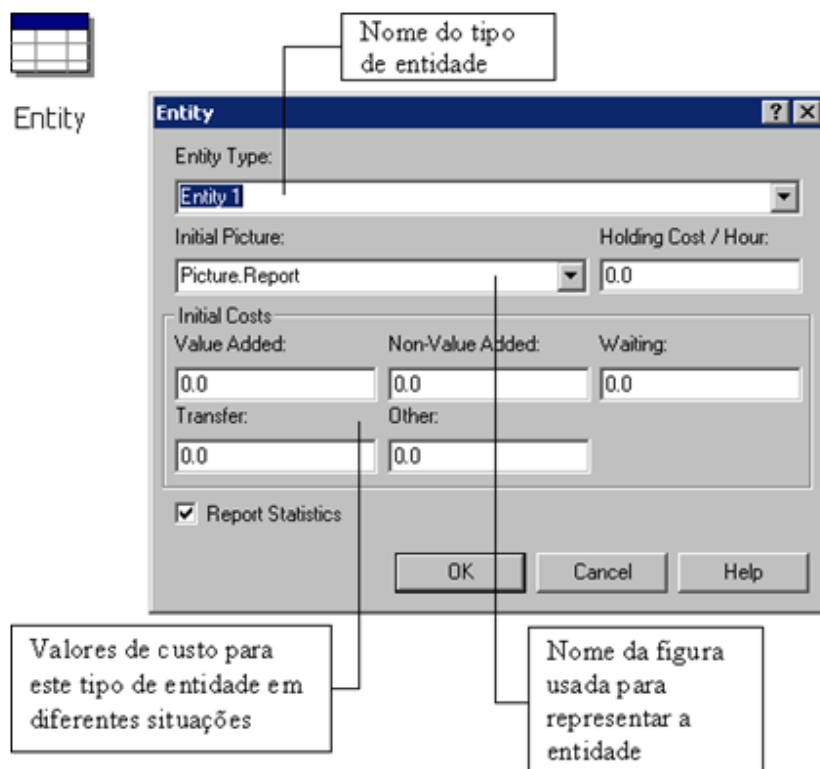 Nome do tipo
de entidade
Entity
Entity
Entity Type:
Entity 1
Initial Picture:
Holding Cost / Hour:
Picture.Report
0.0
Initial Costs
Value Added:
Non-Value Added:
Waiting:
0.0
0.0
0.0
Transfer:
Other:
0.0
0.0
Report Statistics
OK
Cancel
Help
Valores de custo para
este tipo de entidade em
diferentes situações
Nome da figura
usada para
representar a
entidade